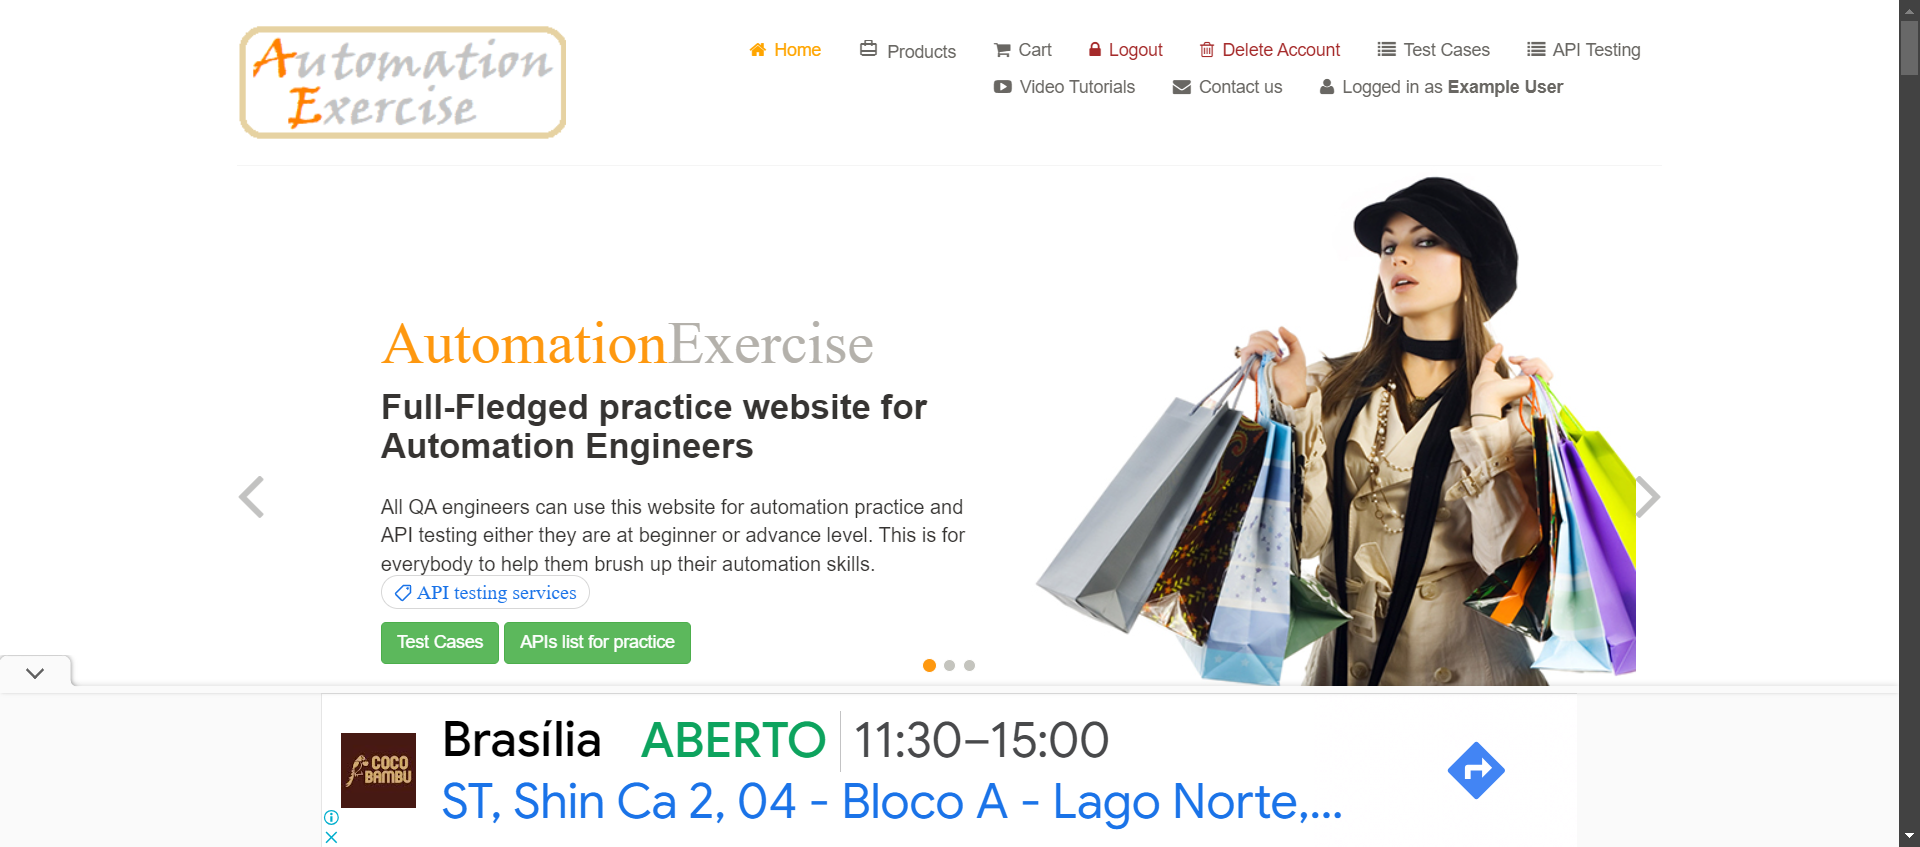 Automation
Exercise
Home Products Cart Logout Delete Account Test Cases API Testing
Video Tutorials Contact us Logged in as Example User
AutomationExercise
Full-Fledged practice website for
Automation Engineers
All QA engineers can use this website for automation practice and
API testing either they are at beginner or advance level. This is for
everybody to help them brush up their automation skills.
API testing services
Test Cases APIs list for practice
COCO
BAMBU
Brasília ABERTO 11:30–15:00
ST, Shin Ca 2, 04 - Bloco A - Lago Norte,...